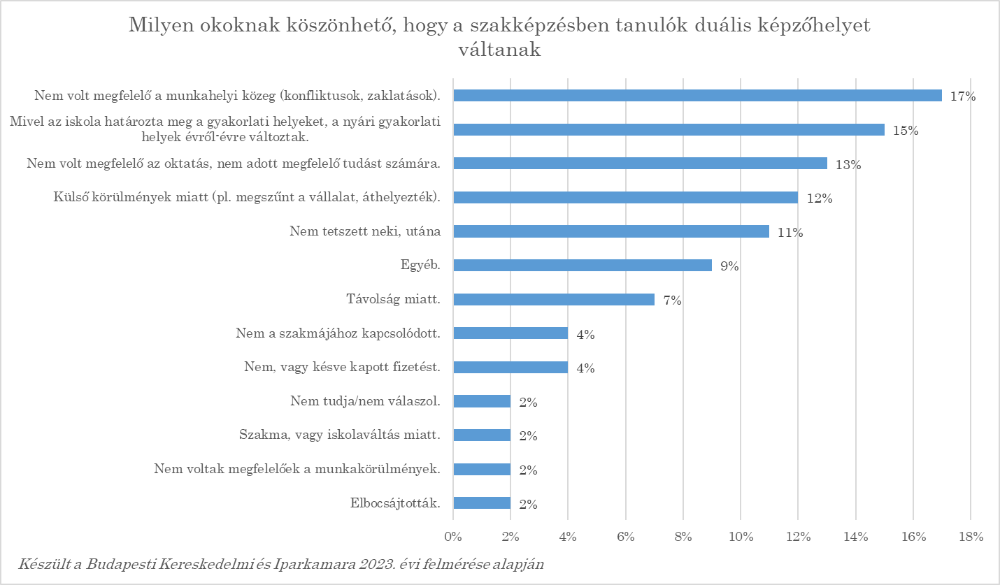 Milyen okoknak köszönhető, hogy a szakképzésben tanulók duális képzőhelyet
váltanak
Nem volt megfelelő a munkahelyi közeg (konfliktusok, zaklatások).
17%
Mivel az iskola határozta meg a gyakorlati helyeket, a nyári gyakorlati
helyek évről-évre változtak.
15%
Nem volt megfelelő az oktatás, nem adott megfelelő tudást számára.
13%
Külső körülmények miatt (pl. megszűnt a vállalat, áthelyezték).
12%
Nem tetszett neki, utána
11%
Egyéb.
9%
Távolság miatt.
7%
Nem a szakmájához kapcsolódott.
4%
Nem, vagy késve kapott fizetést.
4%
Nem tudja/nem válaszol.
2%
Szakma, vagy iskolaváltás miatt.
2%
Nem voltak megfelelőek a munkakörülmények.
2%
Elbocsájtották.
2%
0% 2% 4% 6% 8% 10% 12% 14% 16% 18%
Készült a Budapesti Kereskedelmi és Iparkamara 2023. évi felmérése alapján